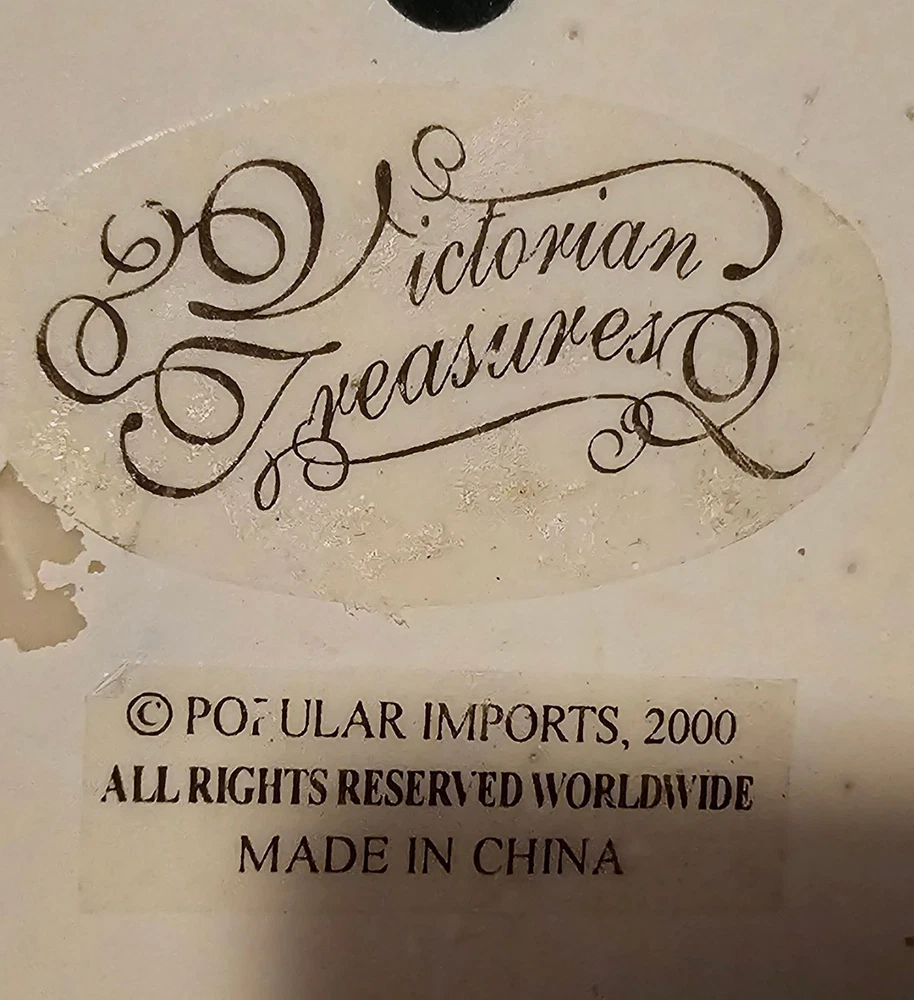 Victorian
Treasures
© POPULAR IMPORTS, 2000
ALL RIGHTS RESERVED WORLDWIDE
MADE IN CHINA